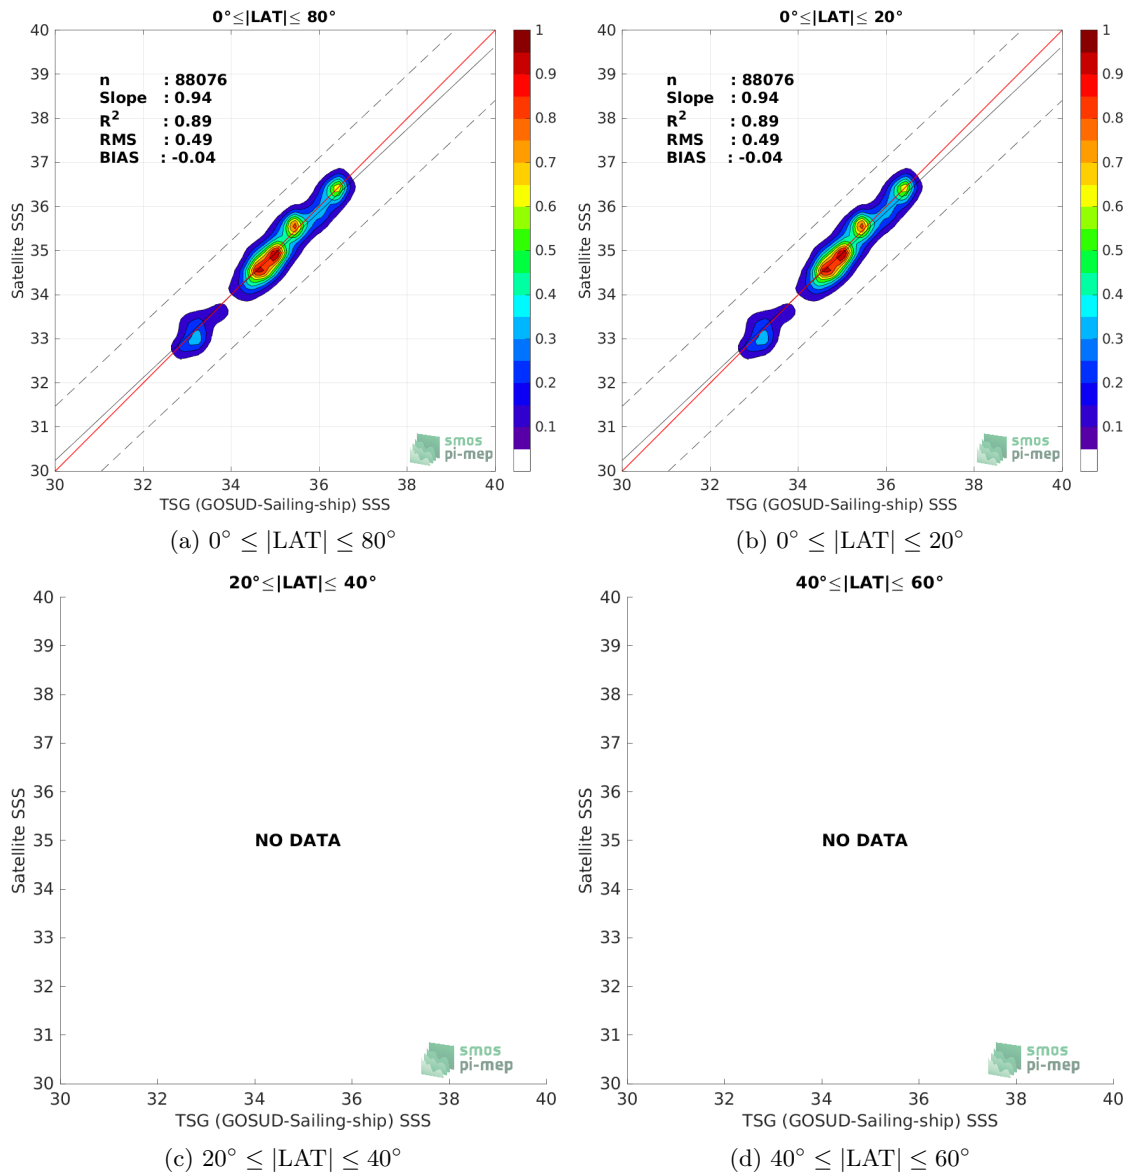 0°≤|LAT|≤ 80°
40
39
38
37
36
35
34
33
32
31
30
Satellite SSS
n : 88076
Slope : 0.94
R2 : 0.89
RMS : 0.49
BIAS : -0.04
1
0.9
0.8
0.7
0.6
0.5
0.4
0.3
0.2
0.1
smos
pi-mep
30 32 34 36 38 40
TSG (GOSUD-Sailing-ship) SSS
(a) 0° ≤ |LAT| ≤ 80°
0°≤|LAT|≤ 20°
40
39
38
37
36
35
34
33
32
31
30
Satellite SSS
n : 88076
Slope : 0.94
R2 : 0.89
RMS : 0.49
BIAS : -0.04
1
0.9
0.8
0.7
0.6
0.5
0.4
0.3
0.2
0.1
smos
pi-mep
30 32 34 36 38 40
TSG (GOSUD-Sailing-ship) SSS
(b) 0° ≤ |LAT| ≤ 20°
20°≤|LAT|≤ 40°
40
39
38
37
36
35
34
33
32
31
30
Satellite SSS
NO DATA
smos
pi-mep
30 32 34 36 38 40
TSG (GOSUD-Sailing-ship) SSS
(c) 20° ≤ |LAT| ≤ 40°
40°≤|LAT|≤ 60°
40
39
38
37
36
35
34
33
32
31
30
Satellite SSS
NO DATA
smos
pi-mep
30 32 34 36 38 40
TSG (GOSUD-Sailing-ship) SSS
(d) 40° ≤ |LAT| ≤ 60°